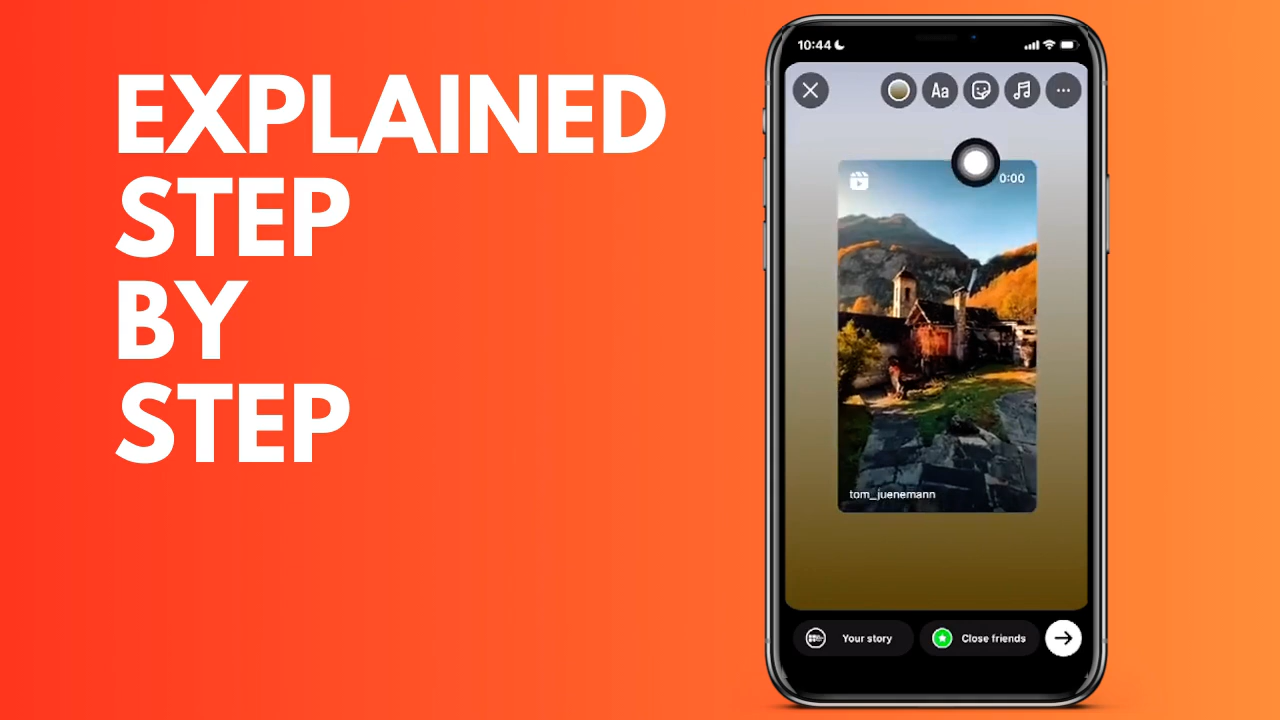 EXPLAINED
STEP
BY
STEP
10:44
Aa
0:00
tom_juenemann
Your story
Close friends